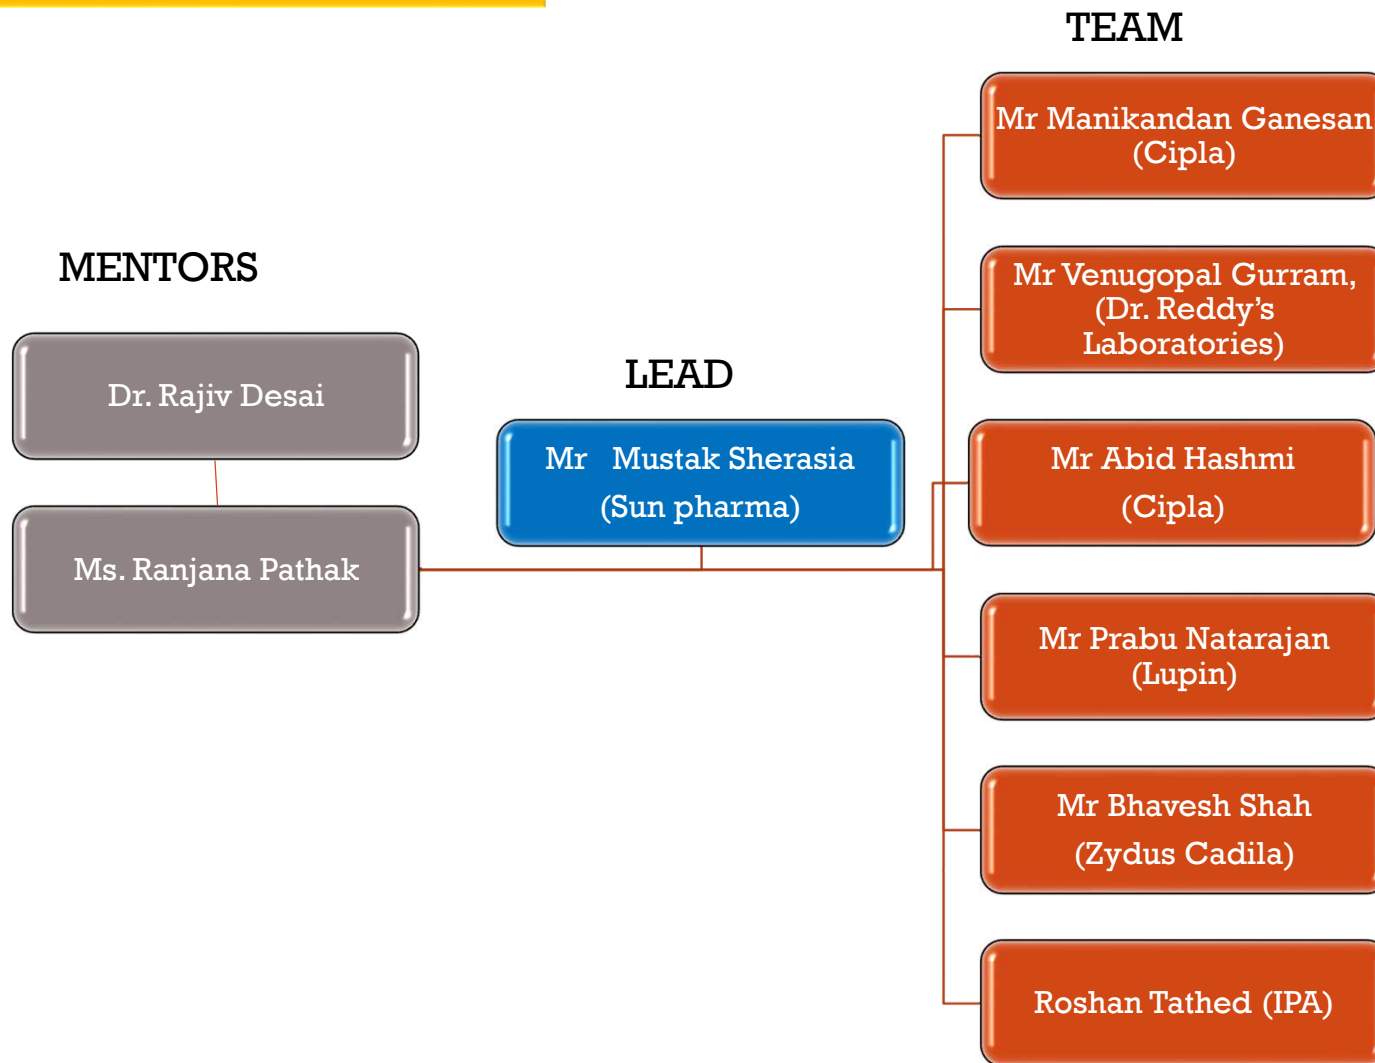 MENTORS
Dr. Rajiv Desai
Ms. Ranjana Pathak
LEAD
Mr Mustak Sherasia
(Sun pharma)
TEAM
Mr Manikandan Ganesan
(Cipla)
Mr Venugopal Gurram,
(Dr. Reddy’s
Laboratories)
Mr Abid Hashmi
(Cipla)
Mr Prabu Natarajan
(Lupin)
Mr Bhavesh Shah
(Zydus Cadila)
Roshan Tathed (IPA)